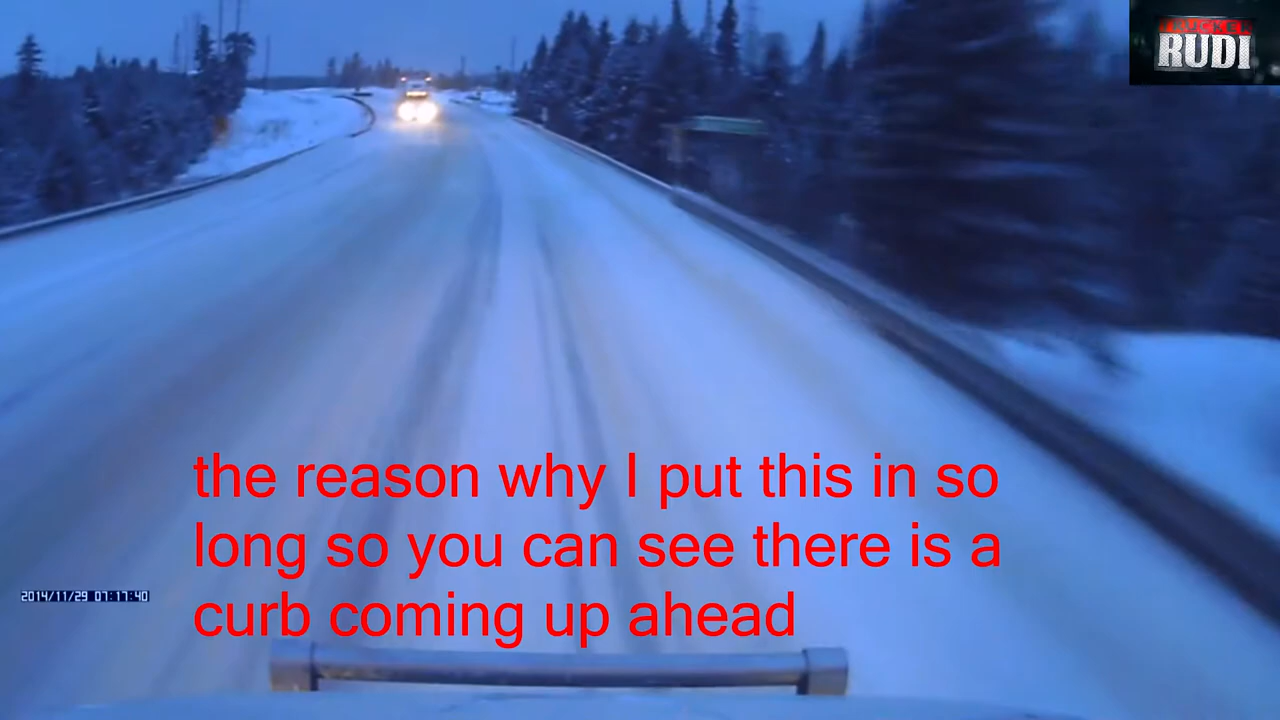 TRUCKER
RUDI
the reason why I put this in so
long so you can see there is a
curb coming up ahead
2014/11/29 07:17:40